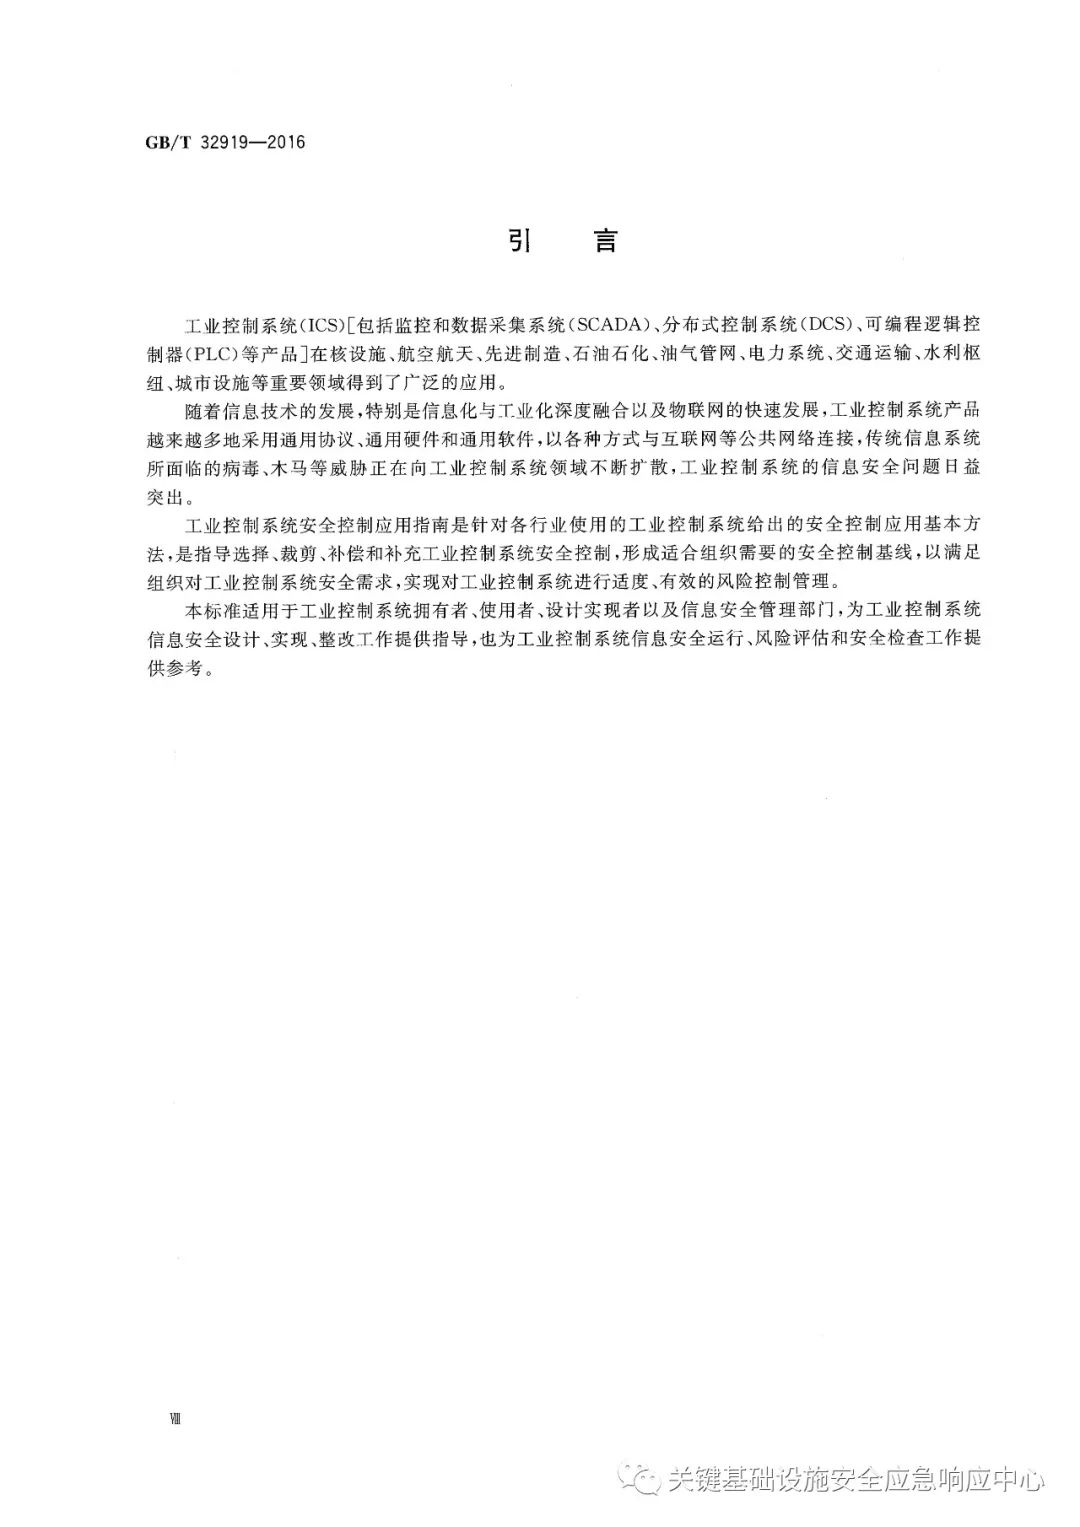 GB/T 32919—2016
引 言
工业控制系统(ICS)[包括监控和数据采集系统(SCADA)、分布式控制系统(DCS)、可编程逻辑控
制器(PLC)等产品]在核设施、航空航天、先进制造、石油石化、油气管网、电力系统、交通运输、水利枢
纽、城市设施等重要领域得到了广泛的应用。
随着信息技术的发展,特别是信息化与工业化深度融合以及物联网的快速发展,工业控制系统产品
越来越多地采用通用协议、通用硬件和通用软件,以各种方式与互联网等公共网络连接,传统信息系统
所面临的病毒、木马等威胁正在向工业控制系统领域不断扩散,工业控制系统的信息安全问题日益
突出。
工业控制系统安全控制应用指南是针对各行业使用的工业控制系统给出的安全控制应用基本方
法,是指导选择、裁剪、补偿和补充工业控制系统安全控制,形成适合组织需要的安全控制基线,以满足
组织对工业控制系统安全需求,实现对工业控制系统进行适度、有效的风险控制管理。
本标准适用于工业控制系统拥有者、使用者、设计实现者以及信息安全管理部门,为工业控制系统
信息安全设计、实现、整改工作提供指导,也为工业控制系统信息安全运行、风险评估和安全检查工作提
供参考。
Ⅷ
关键基础设施安全应急响应中心